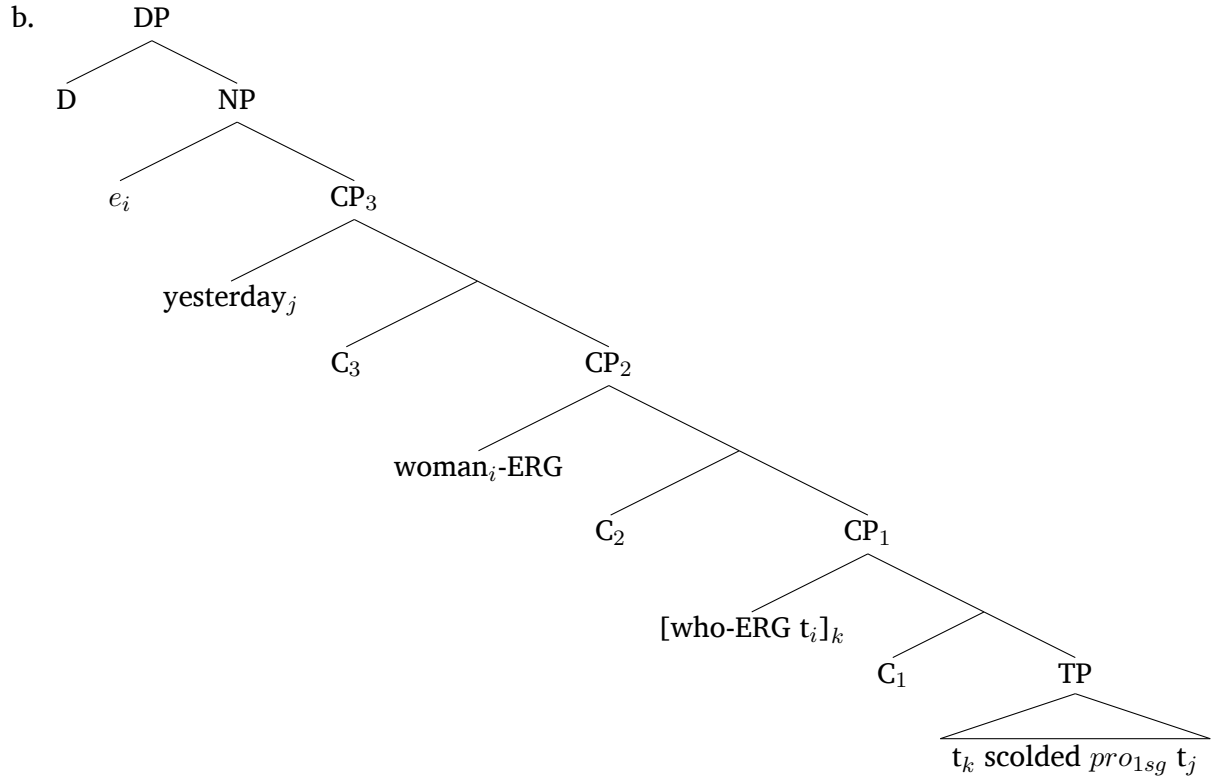 b. DP
D NP
e_i CP_3
yesterday_j
C_3 CP_2
woman_i-ERG
C_2 CP_1
[who-ERG t_i]_k
C_1 TP
t_k scolded pro_1sg t_j